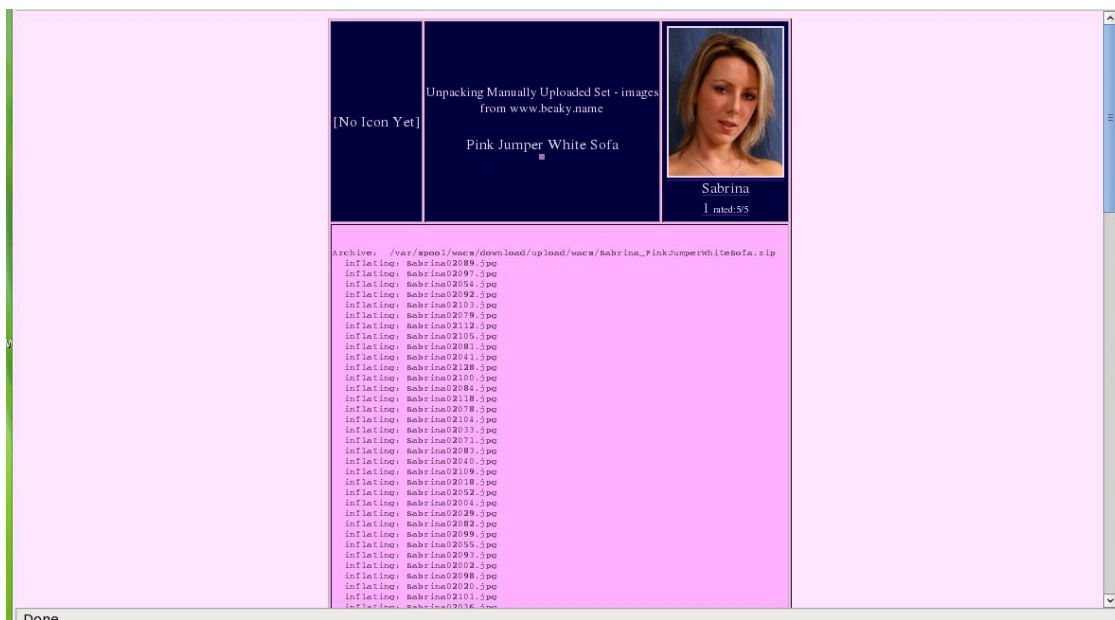 [No Icon Yet]
Unpacking Manually Uploaded Set - images
from www.beaky.name
Pink Jumper White Sofa
Sabrina
1 rated:5/5
Archive:  /var/spool/wacs/download/upload/wacs/Sabrina_PinkJumperWhiteSofa.zip
inflating: Sabrina02089.jpg
inflating: Sabrina02097.jpg
inflating: Sabrina02054.jpg
inflating: Sabrina02092.jpg
inflating: Sabrina02103.jpg
inflating: Sabrina02079.jpg
inflating: Sabrina02112.jpg
inflating: Sabrina02105.jpg
inflating: Sabrina02081.jpg
inflating: Sabrina02041.jpg
inflating: Sabrina02128.jpg
inflating: Sabrina02100.jpg
inflating: Sabrina02084.jpg
inflating: Sabrina02118.jpg
inflating: Sabrina02078.jpg
inflating: Sabrina02104.jpg
inflating: Sabrina02033.jpg
inflating: Sabrina02071.jpg
inflating: Sabrina02083.jpg
inflating: Sabrina02040.jpg
inflating: Sabrina02109.jpg
inflating: Sabrina02018.jpg
inflating: Sabrina02052.jpg
inflating: Sabrina02004.jpg
inflating: Sabrina02029.jpg
inflating: Sabrina02082.jpg
inflating: Sabrina02099.jpg
inflating: Sabrina02055.jpg
inflating: Sabrina02093.jpg
inflating: Sabrina02002.jpg
inflating: Sabrina02098.jpg
inflating: Sabrina02020.jpg
inflating: Sabrina02101.jpg
inflating: Sabrina02036.jpg
Done